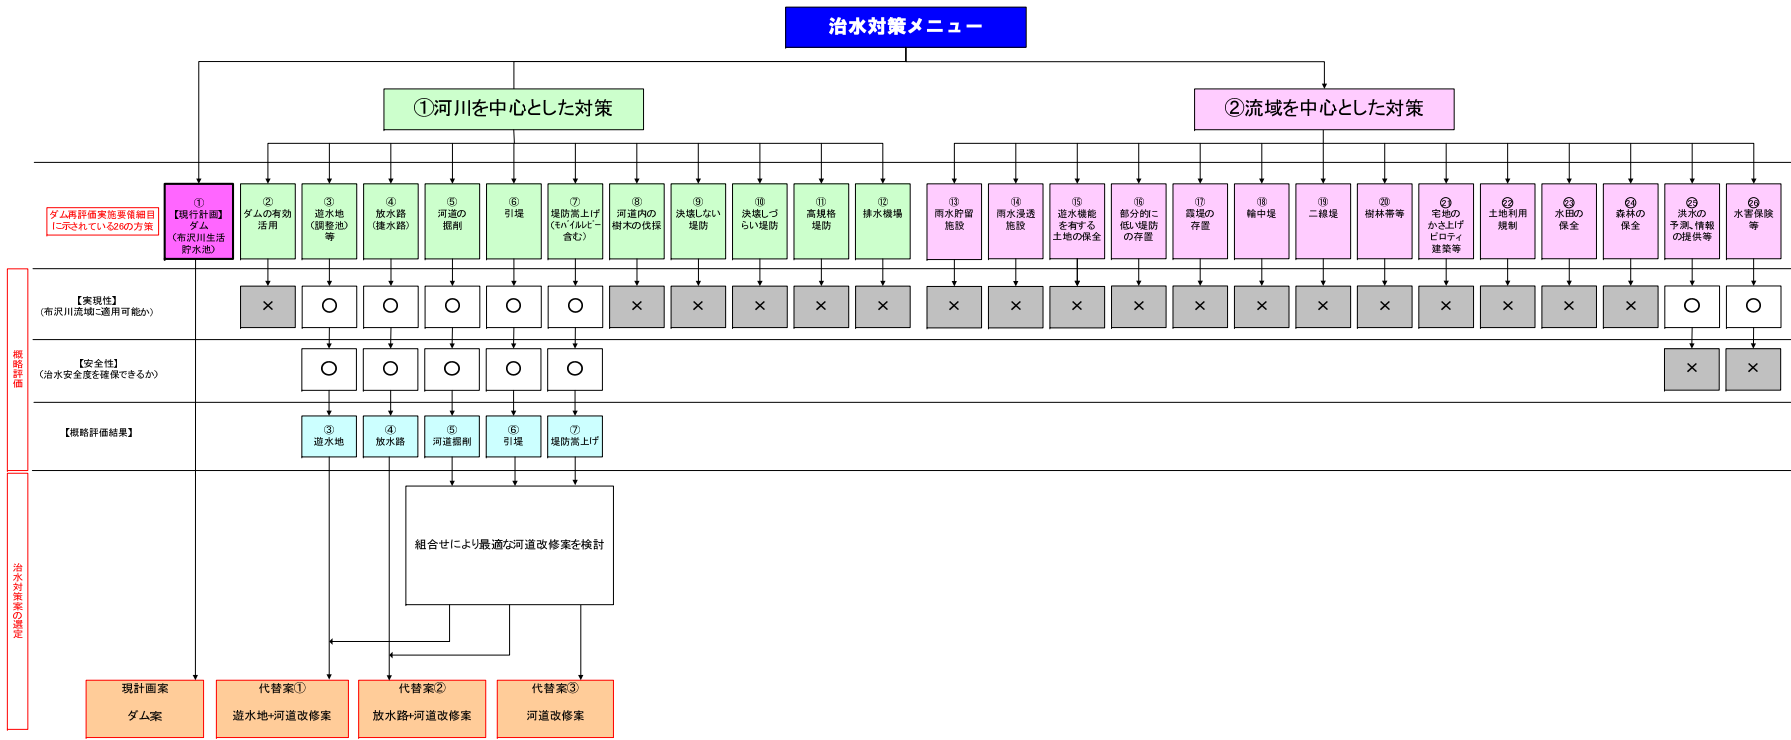 治水対策メニュー
①河川を中心とした対策
②流域を中心とした対策
ダム再評価実施要領細目
に示されている26の方策
①
【現行計画】
ダム
(布沢川生活
貯水池)
②
ダムの有効
活用
③
遊水地
(調整池)
等
④
放水路
(捷水路)
⑤
河道の
掘削
⑥
引堤
⑦
堤防嵩上げ
(ﾓﾊﾞｲﾙﾚﾋﾞｰ
含む)
⑧
河道内の
樹木の伐採
⑨
決壊しない
堤防
⑩
決壊しづ
らい堤防
⑪
高規格
堤防
⑫
排水機場
⑬
雨水貯留
施設
⑭
雨水浸透
施設
⑮
遊水機能
を有する
土地の保全
⑯
部分的に
低い堤防
の存置
⑰
霞堤の
存置
⑱
輪中堤
⑲
二線堤
⑳
樹林帯等
㉑
宅地の
かさ上げ
ピロティ
建築等
㉒
土地利用
規制
㉓
水田の
保全
㉔
森林の
保全
㉕
洪水の
予測、情報
の提供等
㉖
水害保険
等
概略評価
【実現性】
(布沢川流域に適用可能か)
× ○ ○ ○ ○ ○ × × × × × × × × × × × × × × × × × ○ ○
【安全性】
(治水安全度を確保できるか)
○ ○ ○ ○ ○ × ×
【概略評価結果】
③
遊水地
④
放水路
⑤
河道掘削
⑥
引堤
⑦
堤防嵩上げ
治水対策案の選定
組合せにより最適な河道改修案を検討
現計画案
ダム案
代替案①
遊水地+河道改修案
代替案②
放水路+河道改修案
代替案③
河道改修案